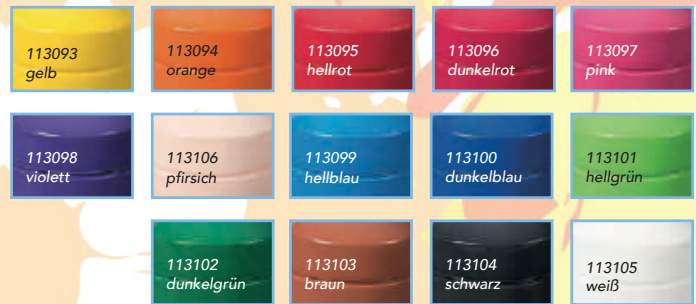 113093
gelb
113094
orange
113095
hellrot
113096
dunkelrot
113097
pink
113098
violett
113106
pfirsich
113099
hellblau
113100
dunkelblau
113101
hellgrün
113102
dunkelgrün
113103
braun
113104
schwarz
113105
weiß